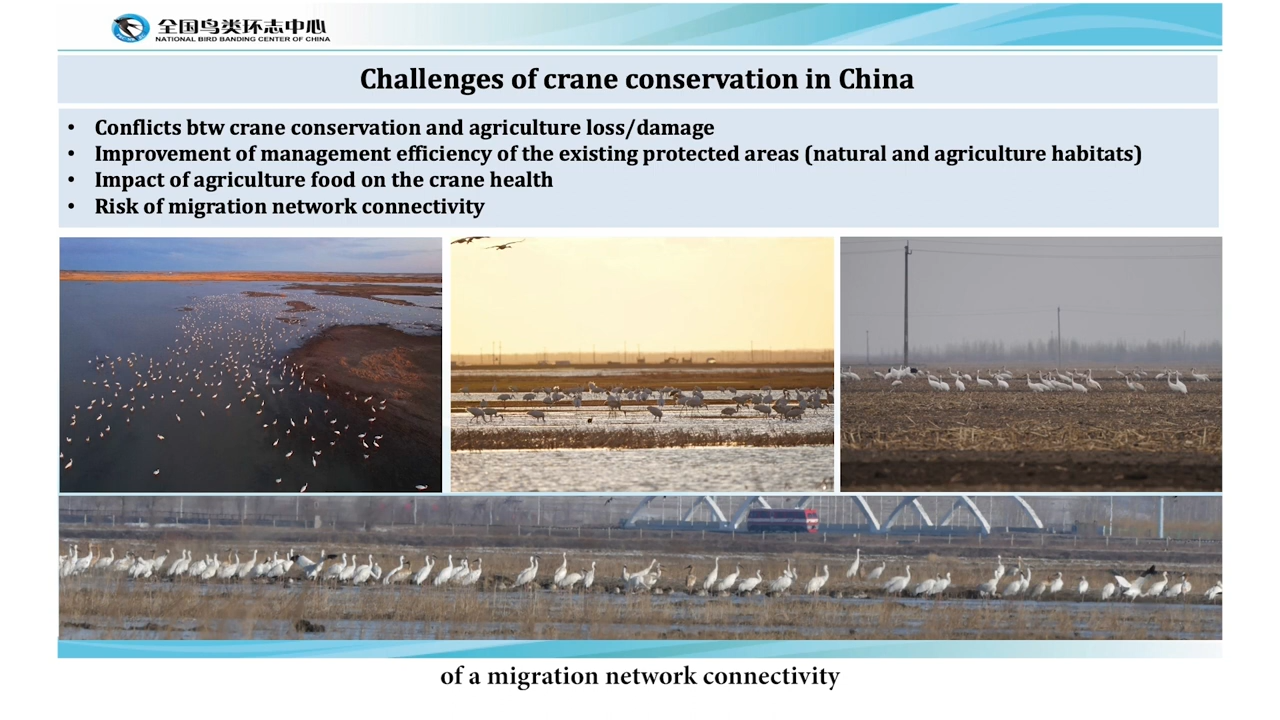 全国鸟类环志中心
NATIONAL BIRD BANDING CENTER OF CHINA
Challenges of crane conservation in China
• Conflicts btw crane conservation and agriculture loss/damage
• Improvement of management efficiency of the existing protected areas (natural and agriculture habitats)
• Impact of agriculture food on the crane health
• Risk of migration network connectivity
of a migration network connectivity